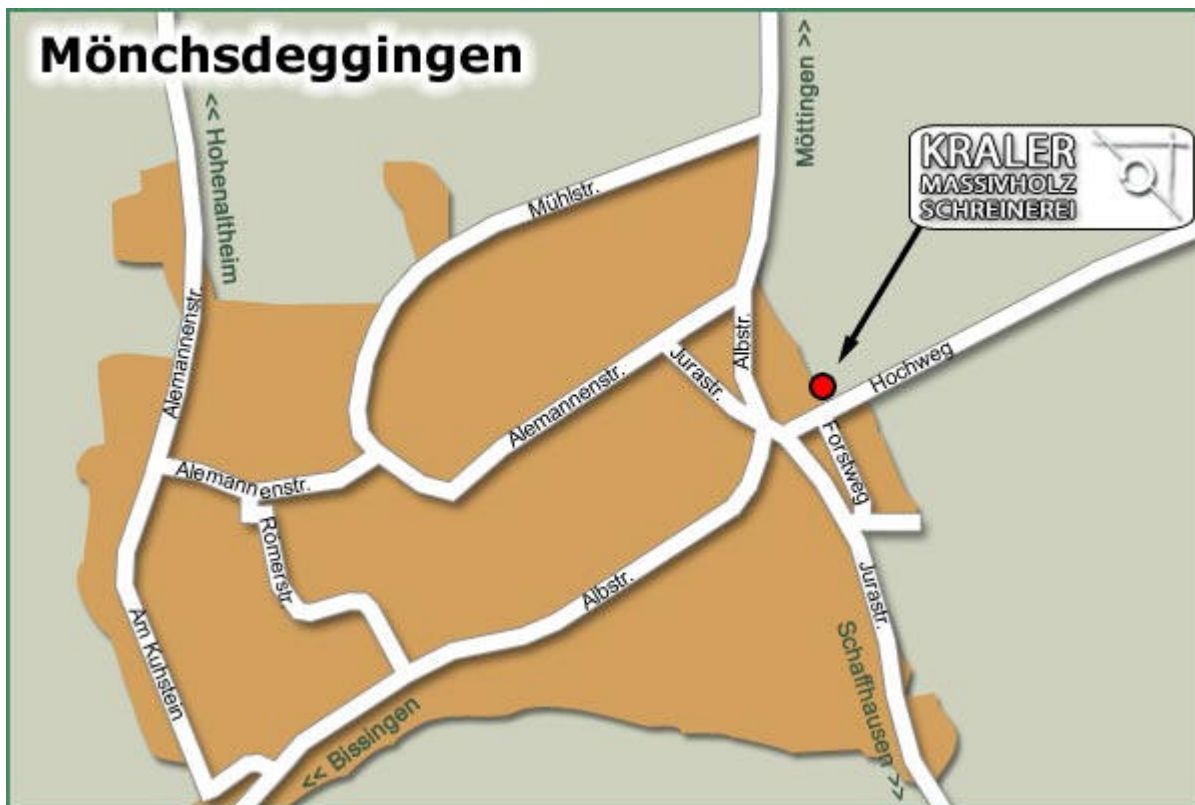 Mönchsdeggingen
<< Hohenaltheim
Möttingen >>
KRALER
MASSIVHOLZ
SCHREINEREI
Mühlstr.
Alemannenstr.
Albstr.
Jurastr.
Hochweg
Alemannenstr.
Forstweg
Alemannenstr.
Römerstr.
Albstr.
Jurastr.
Am Kuhstein
Schaffhausen >>
<< Bissingen